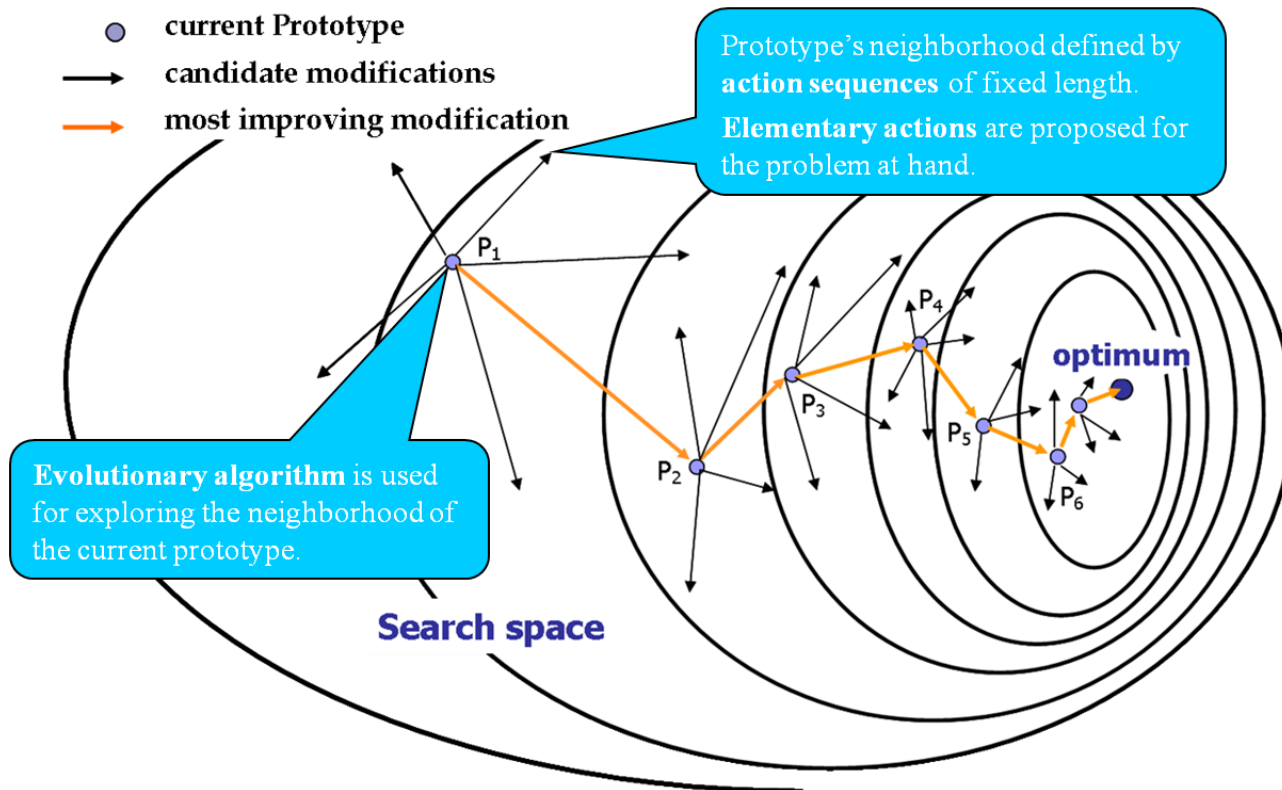 current Prototype
candidate modifications
most improving modification
Prototype's neighborhood defined by
action sequences of fixed length.
Elementary actions are proposed for
the problem at hand.
P1
P4
optimum
P3
P5
P2
P6
Evolutionary algorithm is used
for exploring the neighborhood of
the current prototype.
Search space